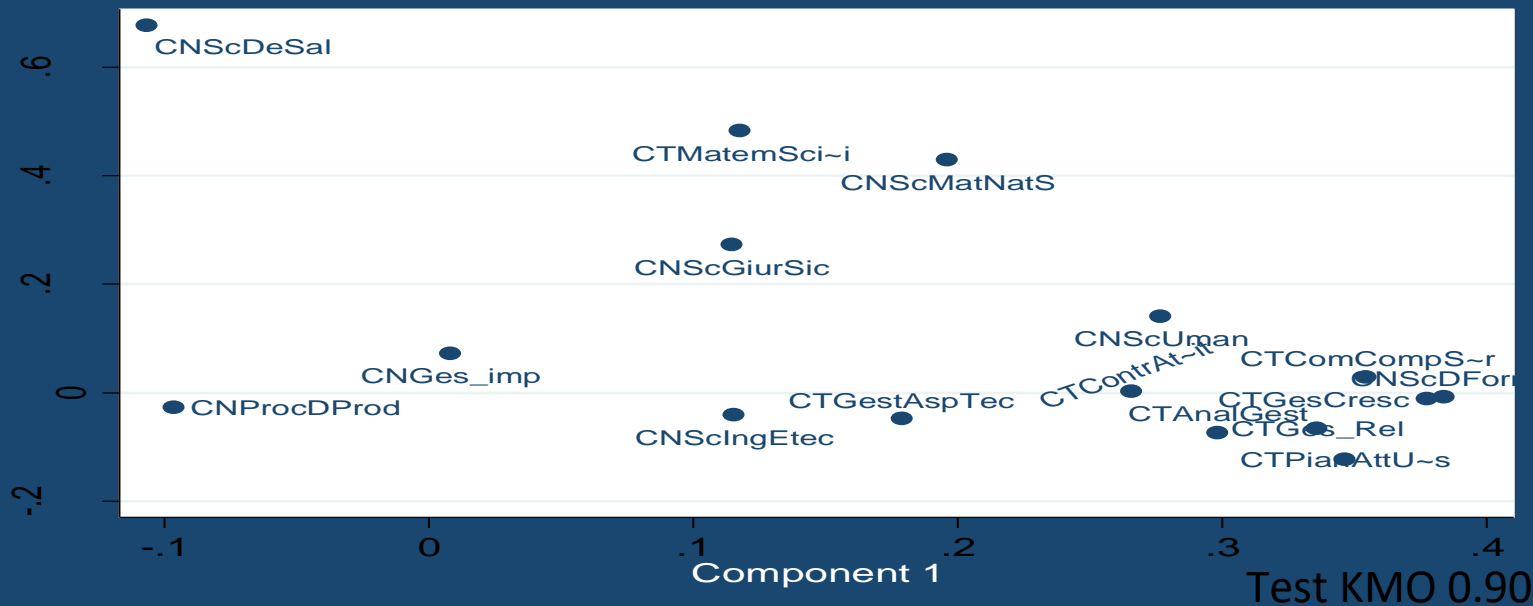 .6
.4
.2
0
-.2
CNScDeSal
CTMatemSci~i
CNScMatNatS
CNScGiurSic
CNScUman
CTContrAt~it
CTComCompS~r
CNScDForm
CNGes_imp
CNProcDProd
CTGestAspTec
CTGesCresc
CNScIngEtec
CTAnalGest
CTGes_Rel
CTPianAttU~s
-.1 0 .1 .2 .3 .4
Component 1
Test KMO 0.90